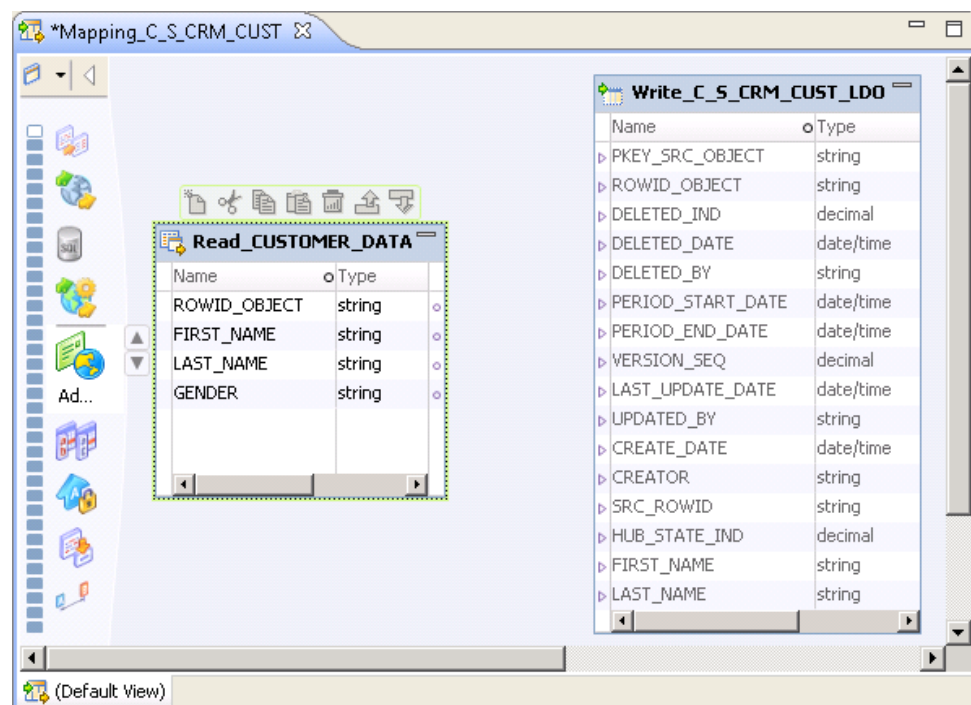 *Mapping_C_S_CRM_CUST
Write_C_S_CRM_CUST_LDO
Name Type
PKEY_SRC_OBJECT string
ROWID_OBJECT string
DELETED_IND decimal
DELETED_DATE date/time
DELETED_BY string
PERIOD_START_DATE date/time
PERIOD_END_DATE date/time
VERSION_SEQ decimal
LAST_UPDATE_DATE date/time
UPDATED_BY string
CREATE_DATE date/time
CREATOR string
SRC_ROWID string
HUB_STATE_IND decimal
FIRST_NAME string
LAST_NAME string
Read_CUSTOMER_DATA
Name Type
ROWID_OBJECT string
FIRST_NAME string
LAST_NAME string
GENDER string
SQL
Ad...
(Default View)